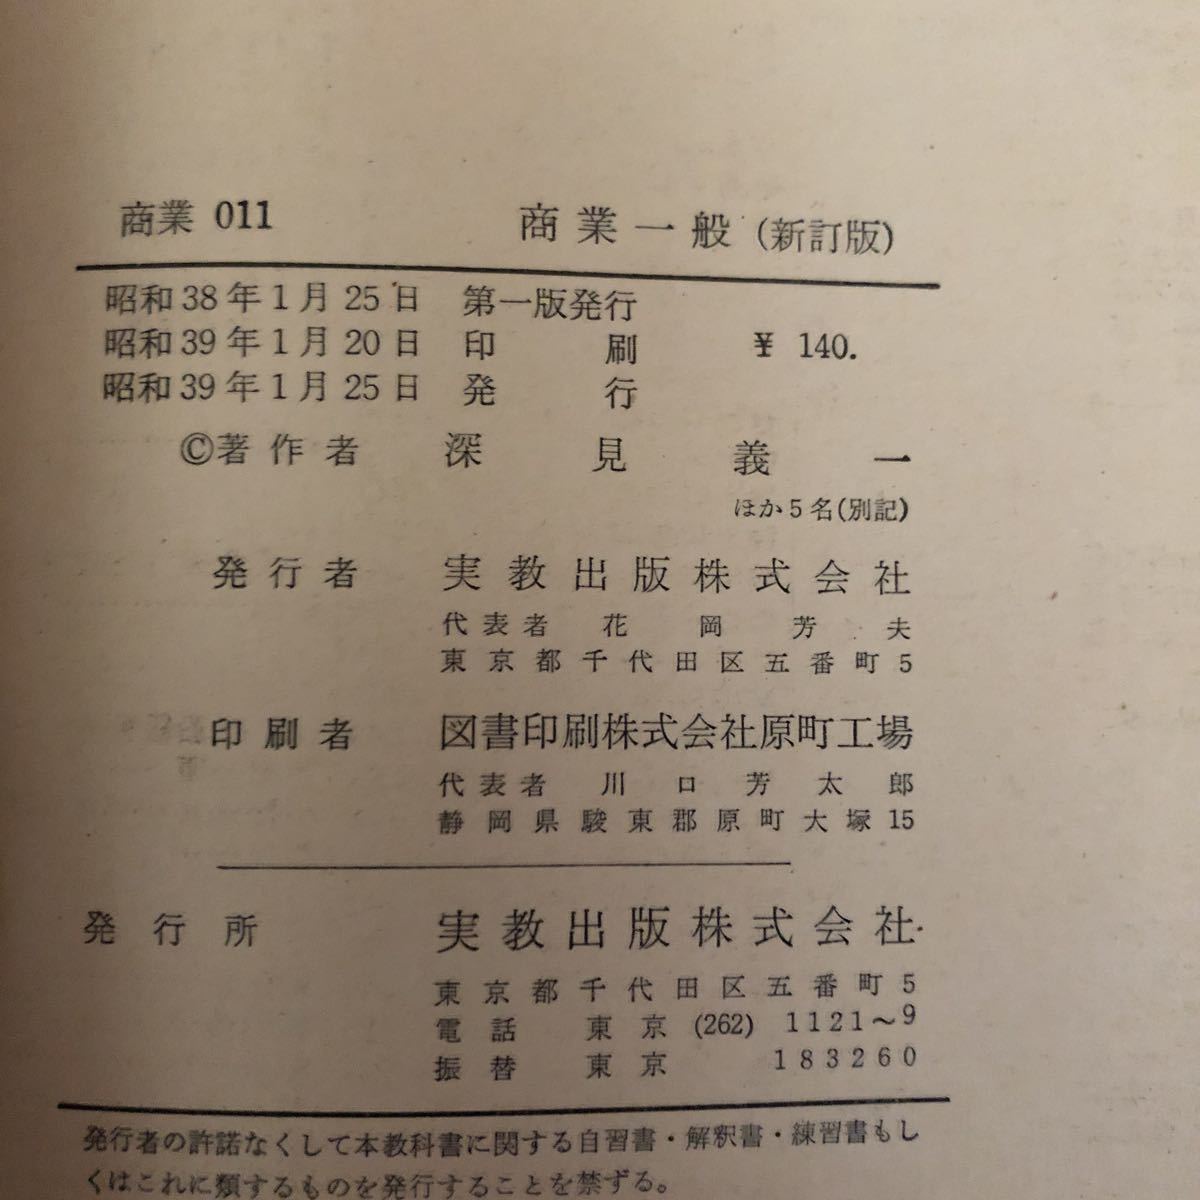 商業 011 商業一般 (新訂版)
昭和38年1月25日 第一版発行
昭和39年1月20日 印刷 ¥ 140.
昭和39年1月25日 発行
©著作者 深見義一
ほか5名(別記)
発行者 実教出版株式会社
代表者 花岡芳夫
東京都千代田区五番町5
印刷者 図書印刷株式会社原町工場
代表者 川口芳太郎
静岡県駿東郡原町大塚15
発行所 実教出版株式会社
東京都千代田区五番町5
電話 東京 (262) 1121〜9
振替 東京 183260
発行者の許諾なくして本教科書に関する自習書・解釈書・練習書もし
くはこれに類するものを発行することを禁ずる。